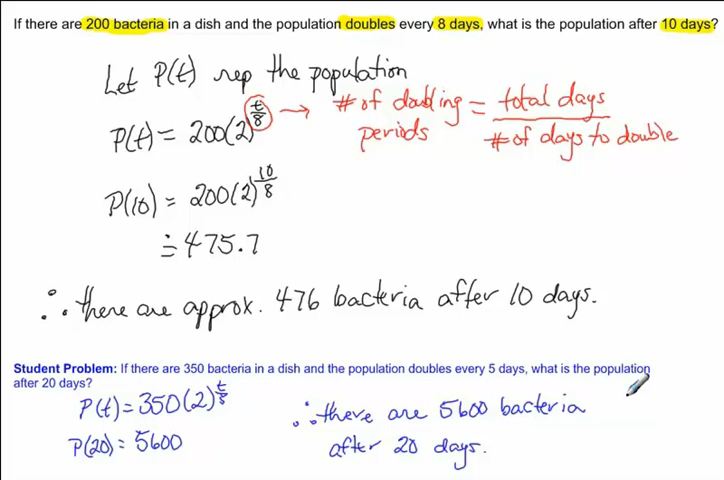 If there are 200 bacteria in a dish and the population doubles every 8 days, what is the population after 10 days?
Let P(t) rep the population
P(t) = 200(2)^(t/8) → # of doubling periods = total days / # of days to double
P(10) = 200(2)^(10/8)
≐ 475.7
∴ there are approx. 476 bacteria after 10 days.
Student Problem: If there are 350 bacteria in a dish and the population doubles every 5 days, what is the population
after 20 days?
P(t) = 350(2)^(t/8)
P(20) = 5600
∴ there are 5600 bacteria
after 20 days.